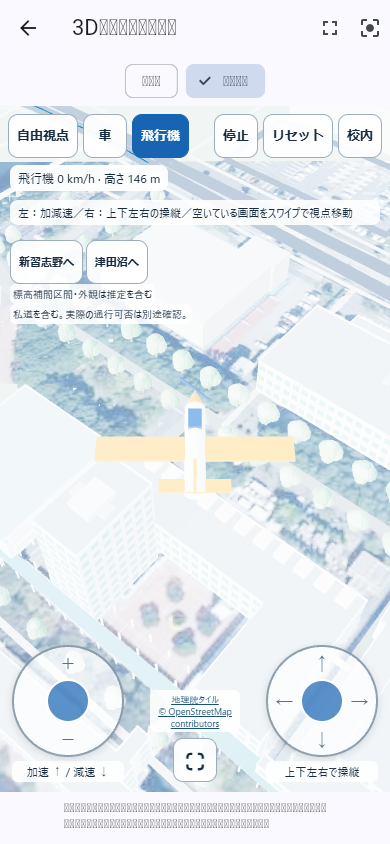 3D
自由視点 車 飛行機 停止 リセット 校内
飛行機 0 km/h · 高さ 146 m
左：加減速／右：上下左右の操縦／空いている画面をスワイプで視点移動
新習志野へ 津田沼へ
標高補間区間・外観は推定を含む
私道を含む。実際の通行可否は別途確認。
+
↑
← →
−
↓
地理院タイル
© OpenStreetMap
contributors
加速 ↑ / 減速 ↓
上下左右で操縦